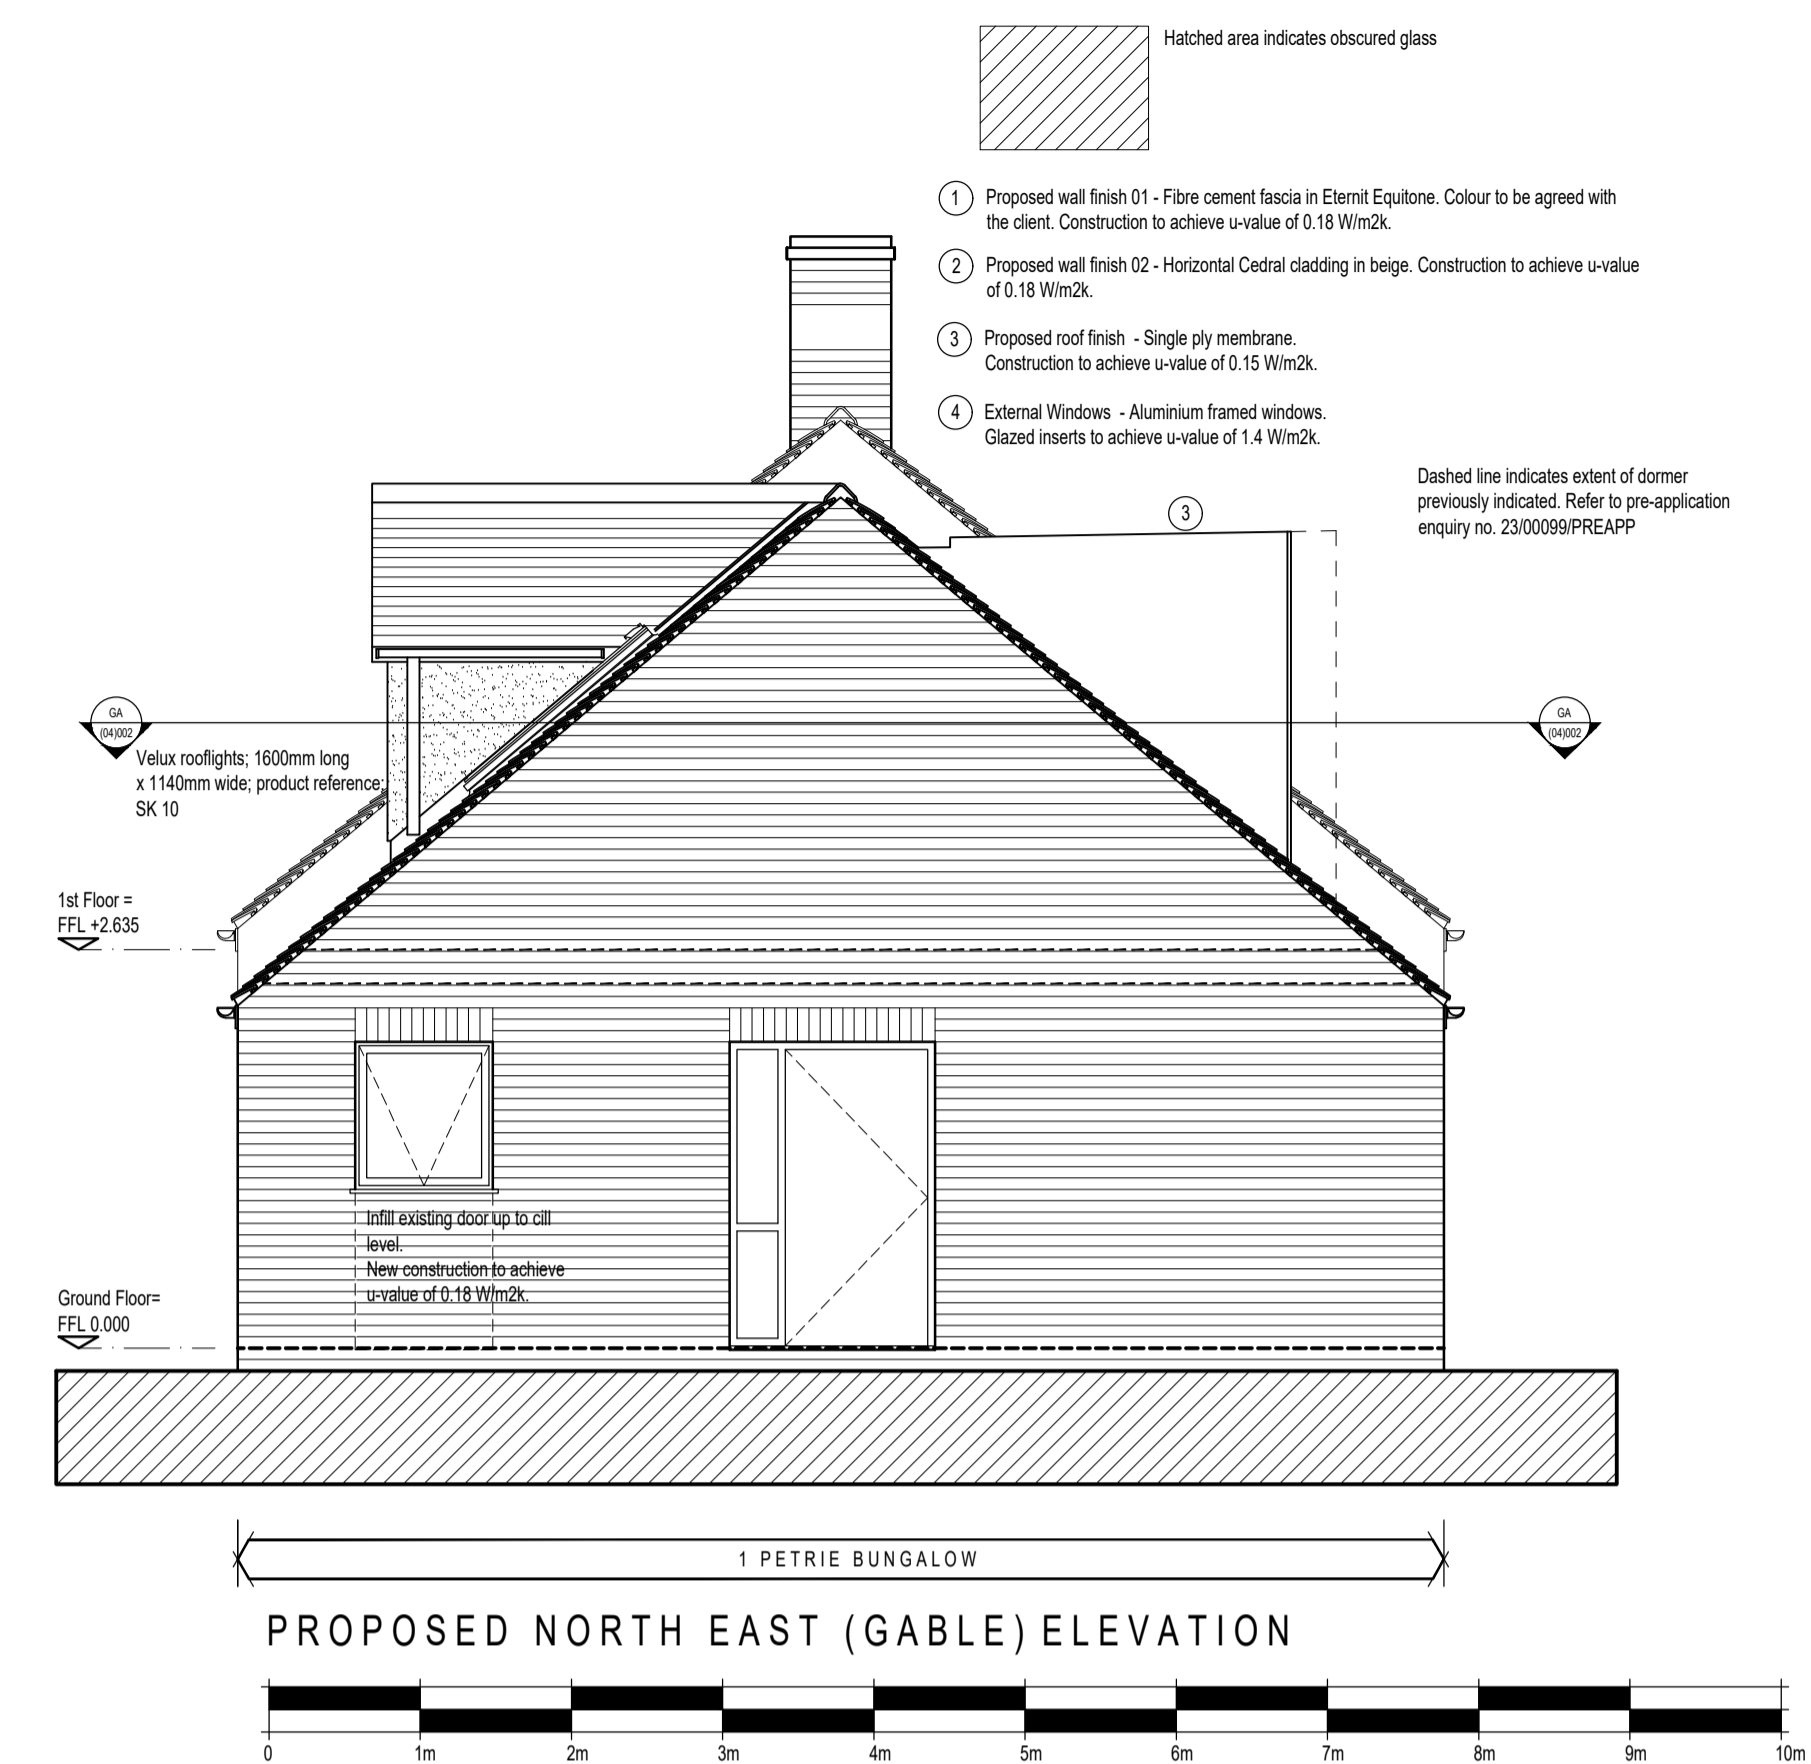 Hatched area indicates obscured glass
1 Proposed wall finish 01 - Fibre cement fascia in Eternit Equitone. Colour to be agreed with
the client. Construction to achieve u-value of 0.18 W/m2k.
2 Proposed wall finish 02 - Horizontal Cedral cladding in beige. Construction to achieve u-value
of 0.18 W/m2k.
3 Proposed roof finish - Single ply membrane.
Construction to achieve u-value of 0.15 W/m2k.
4 External Windows - Aluminium framed windows.
Glazed inserts to achieve u-value of 1.4 W/m2k.
Dashed line indicates extent of dormer
previously indicated. Refer to pre-application
enquiry no. 23/00099/PREAPP
3
GA
(04)002
GA
(04)002
Velux rooflights; 1600mm long
x 1140mm wide; product reference;
SK 10
1st Floor =
FFL +2.635
Infill existing door up to cill
level.
New construction to achieve
u-value of 0.18 W/m2k.
Ground Floor=
FFL 0.000
1 PETRIE BUNGALOW
PROPOSED NORTH EAST (GABLE) ELEVATION
0 1m 2m 3m 4m 5m 6m 7m 8m 9m 10m